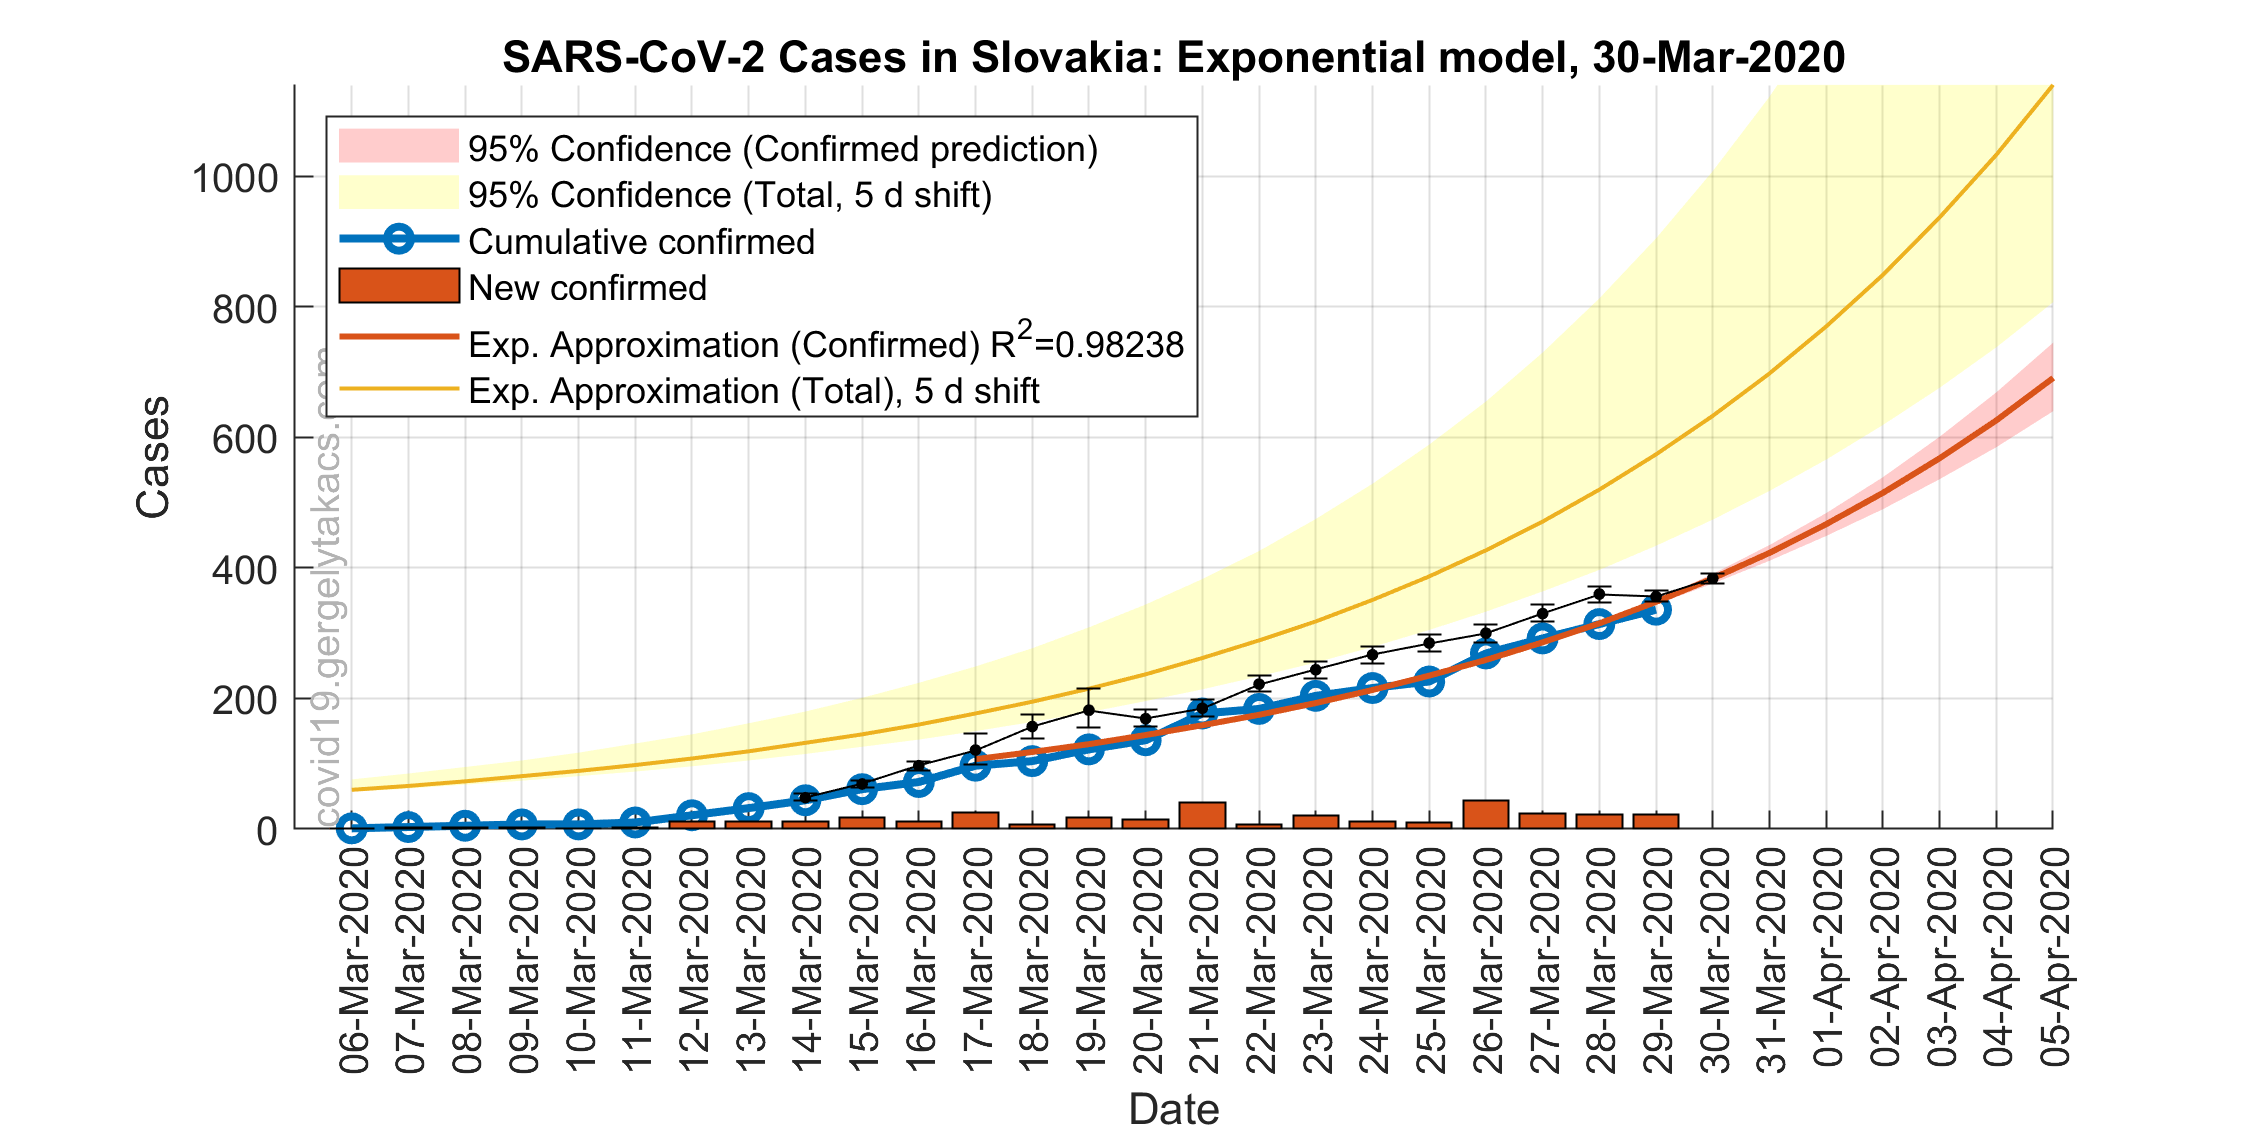 SARS-CoV-2 Cases in Slovakia: Exponential model, 30-Mar-2020
95% Confidence (Confirmed prediction)
95% Confidence (Total, 5 d shift)
Cumulative confirmed
New confirmed
Exp. Approximation (Confirmed) R²=0.98238
Exp. Approximation (Total), 5 d shift
covid19.gergelytakacs.com
Cases
1000
800
600
400
200
0
06-Mar-2020
07-Mar-2020
08-Mar-2020
09-Mar-2020
10-Mar-2020
11-Mar-2020
12-Mar-2020
13-Mar-2020
14-Mar-2020
15-Mar-2020
16-Mar-2020
17-Mar-2020
18-Mar-2020
19-Mar-2020
20-Mar-2020
21-Mar-2020
22-Mar-2020
23-Mar-2020
24-Mar-2020
25-Mar-2020
26-Mar-2020
27-Mar-2020
28-Mar-2020
29-Mar-2020
30-Mar-2020
31-Mar-2020
01-Apr-2020
02-Apr-2020
03-Apr-2020
04-Apr-2020
05-Apr-2020
Date